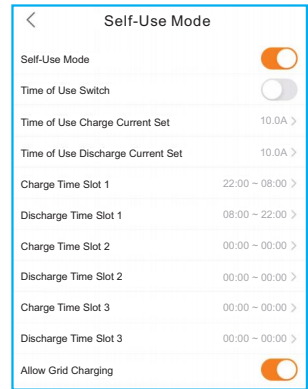 Self-Use Mode
Self-Use Mode
Time of Use Switch
Time of Use Charge Current Set 10.0A >
Time of Use Discharge Current Set 10.0A >
Charge Time Slot 1 22:00 ~ 08:00 >
Discharge Time Slot 1 08:00 ~ 22:00 >
Charge Time Slot 2 00:00 ~ 00:00 >
Discharge Time Slot 2 00:00 ~ 00:00 >
Charge Time Slot 3 00:00 ~ 00:00 >
Discharge Time Slot 3 00:00 ~ 00:00 >
Allow Grid Charging